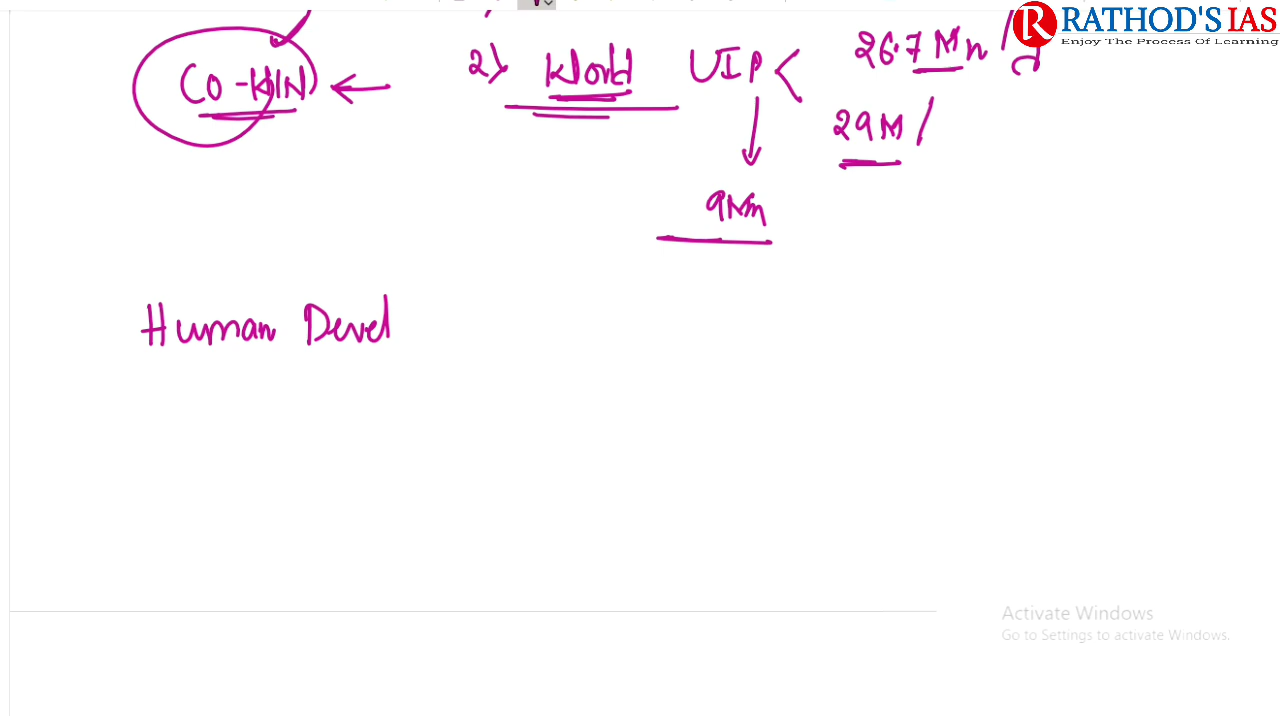 RATHOD'S IAS
Enjoy The Process Of Learning
CO-WIN
2) World UIP < 26.7 Mn /
29M /
9Mm
Human Devel
Activate Windows
Go to Settings to activate Windows.